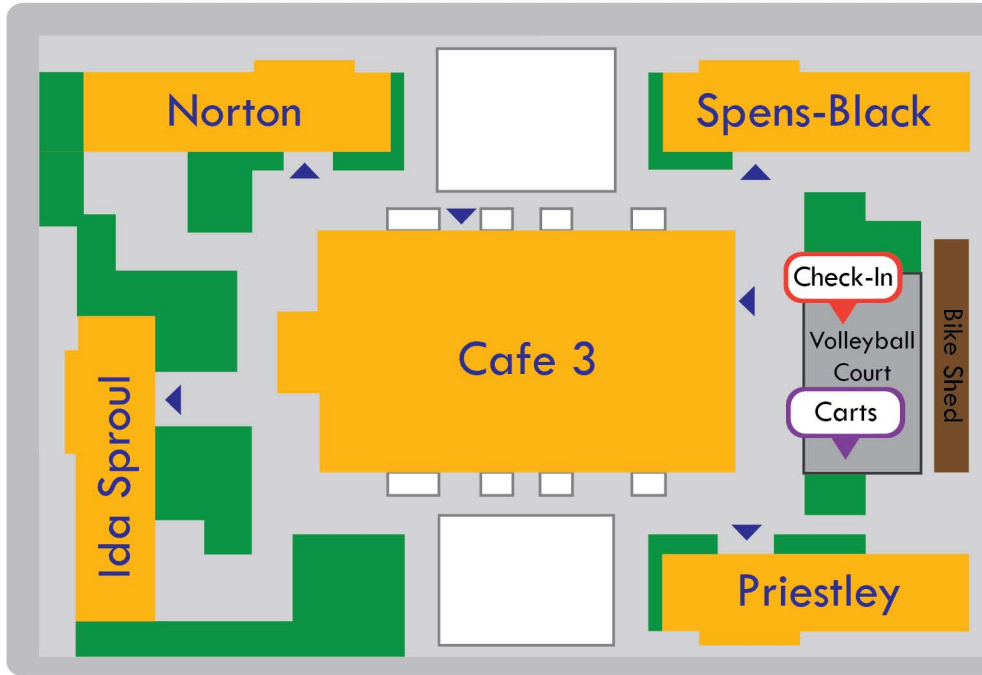 Norton
Spens-Black
Check-In
Volleyball
Court
Carts
Bike Shed
Cafe 3
Ida Sproul
Priestley